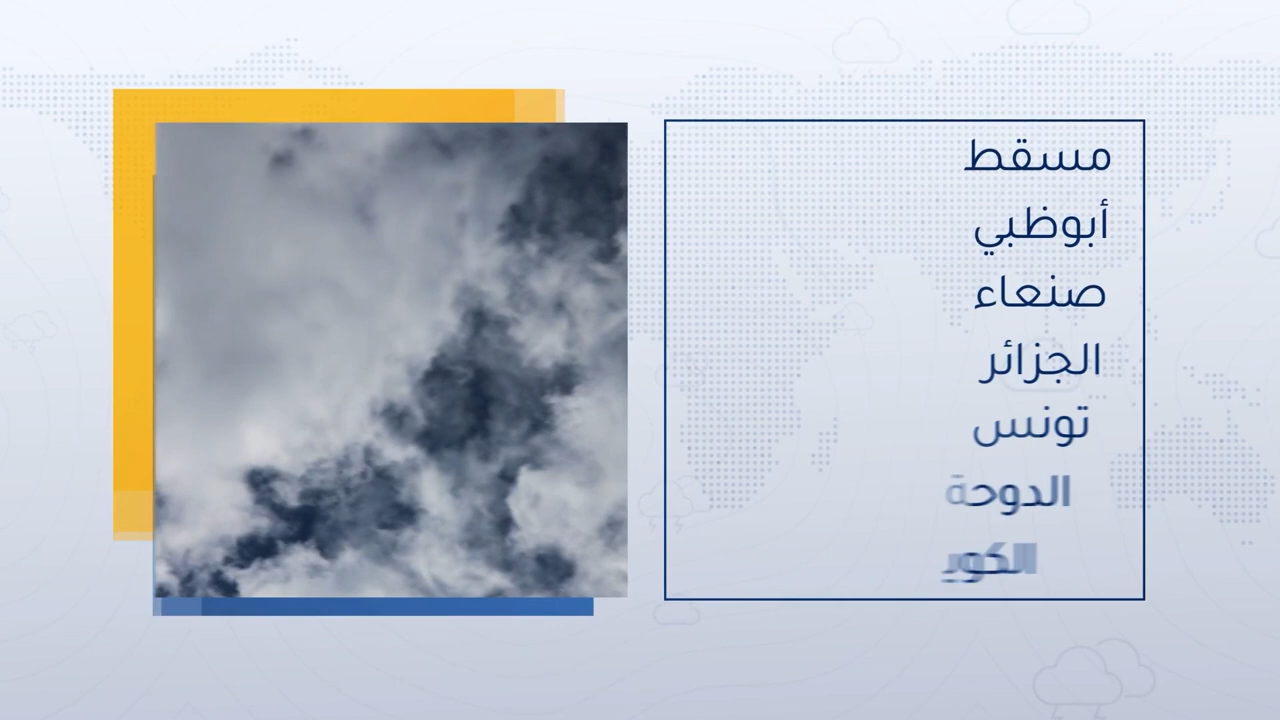 مسقط
أبوظبي
صنعاء
الجزائر
تونس
الدوحة